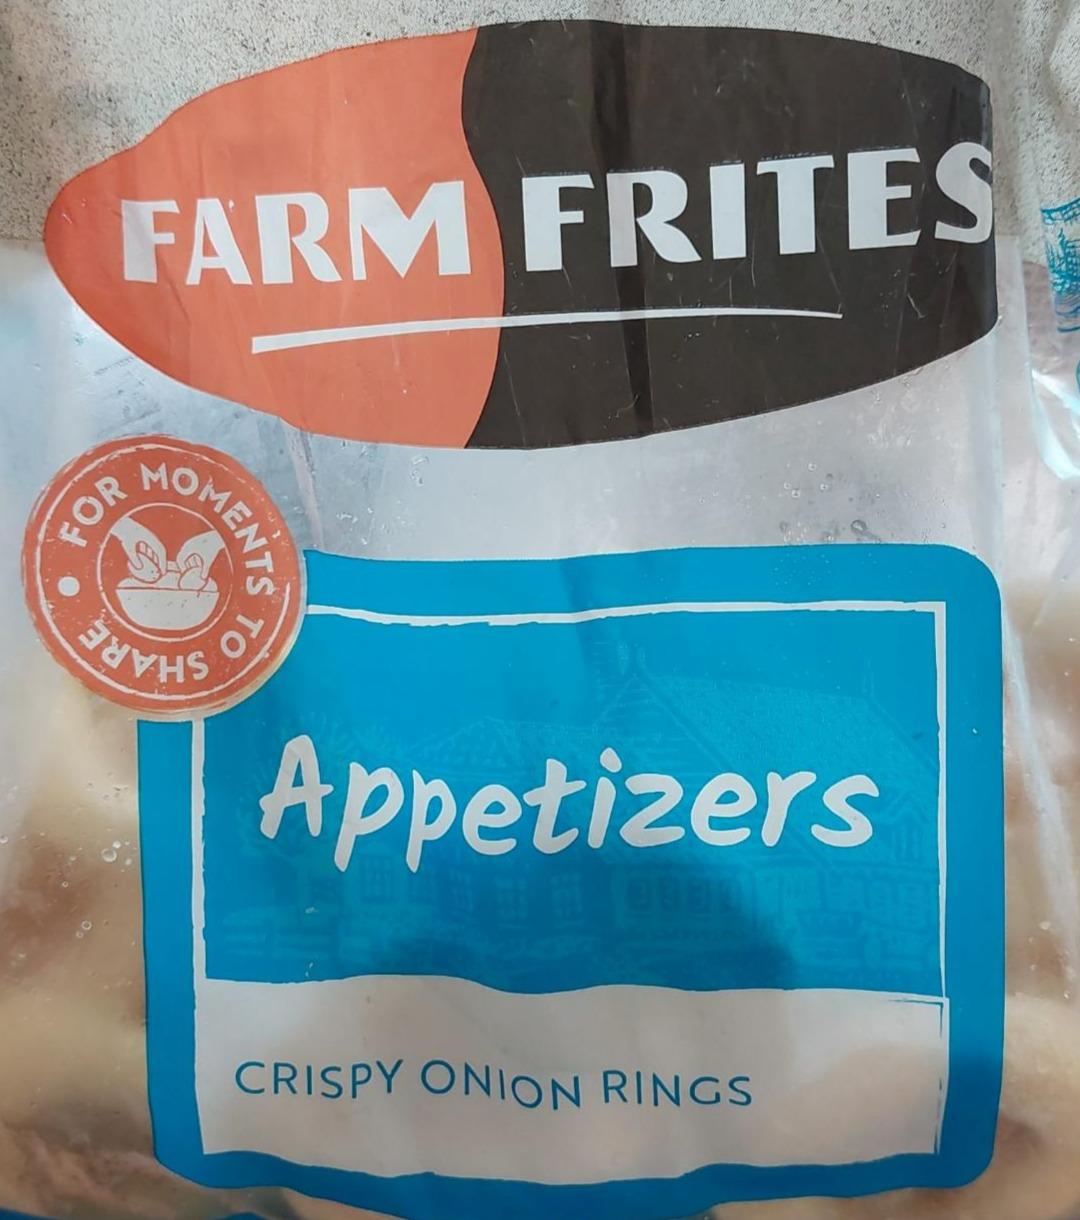 FARM FRITES
FOR MOMENTS TO SHARE
Appetizers
CRISPY ONION RINGS